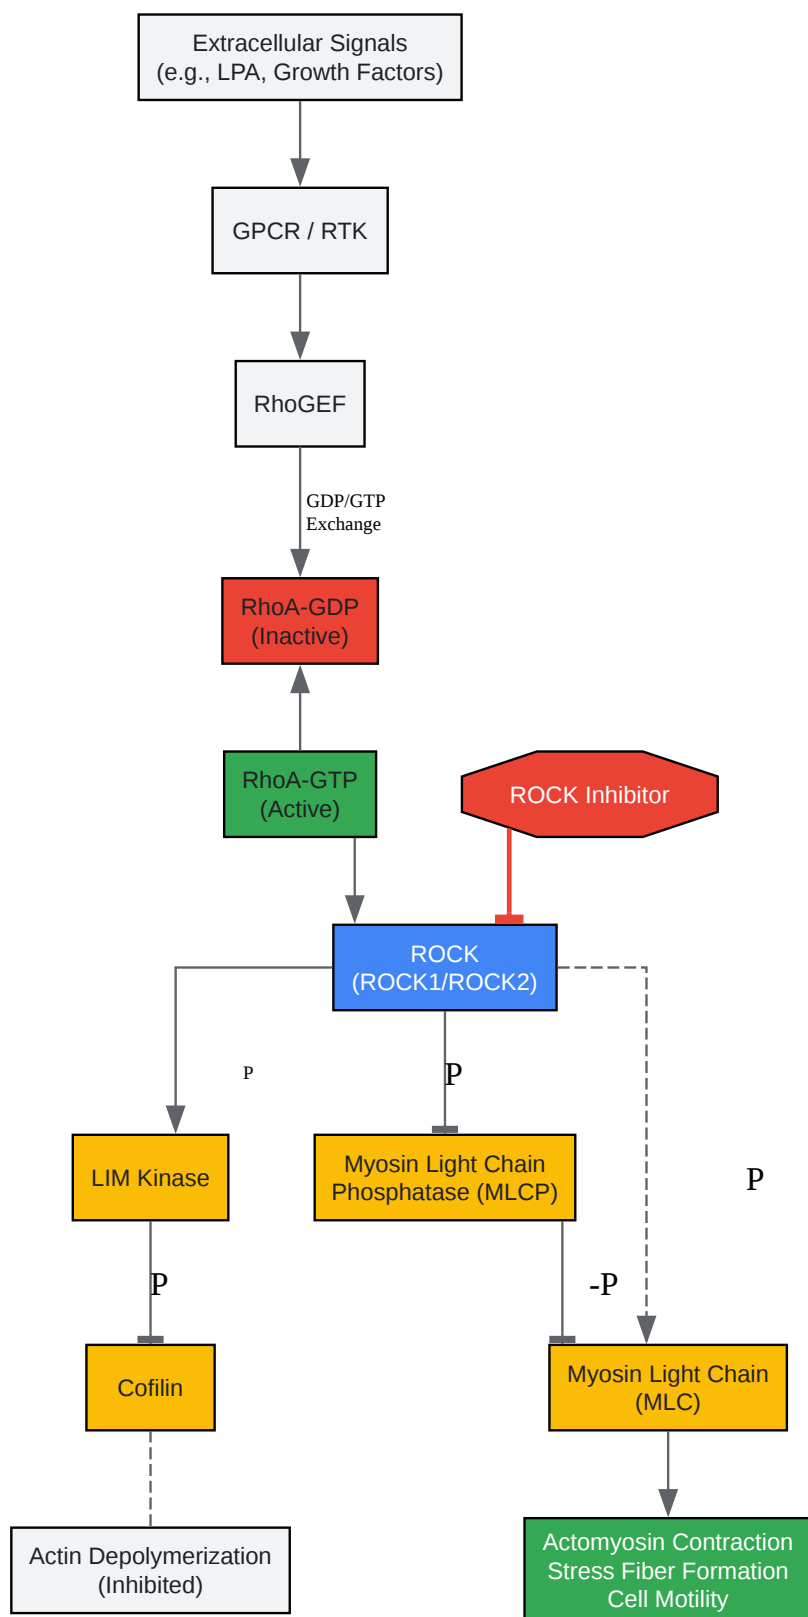 Extracellular Signals
(e.g., LPA, Growth Factors)
GPCR / RTK
RhoGEF
GDP/GTP
Exchange
RhoA-GDP
(Inactive)
RhoA-GTP
(Active)
ROCK Inhibitor
ROCK
(ROCK1/ROCK2)
P
P
LIM Kinase
Myosin Light Chain
Phosphatase (MLCP)
P
P
-P
Cofilin
Myosin Light Chain
(MLC)
Actin Depolymerization
(Inhibited)
Actomyosin Contraction
Stress Fiber Formation
Cell Motility